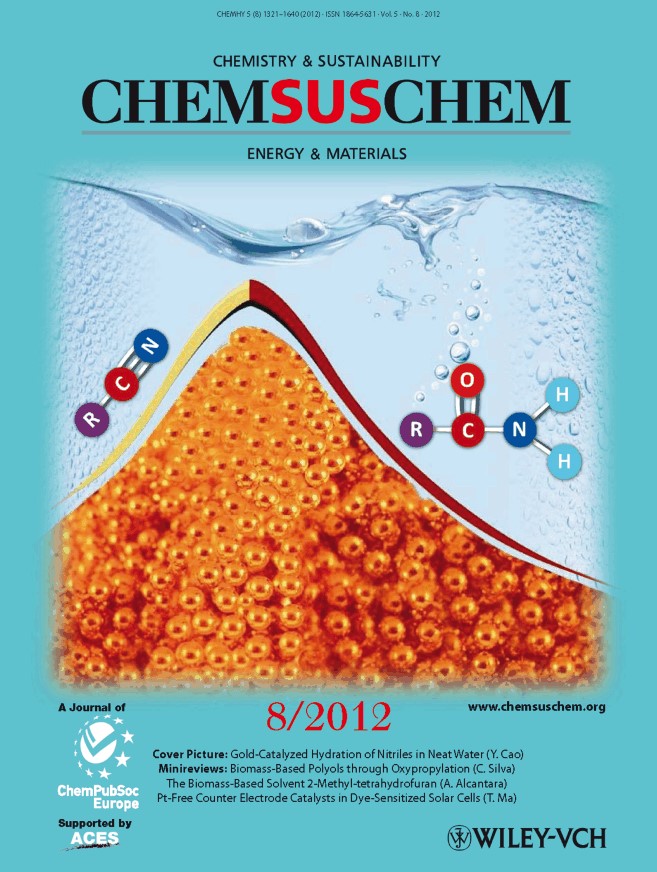 CHEMHY 5 (8) 1321–1640 (2012) · ISSN 1864-5631 · Vol. 5 · No. 8 · 2012
CHEMISTRY & SUSTAINABILITY
CHEMSUSCHEM
ENERGY & MATERIALS
N
C
R
O
H
R C N
H
A Journal of
8/2012
www.chemsuschem.org
ChemPubSoc
Europe
Cover Picture: Gold-Catalyzed Hydration of Nitriles in Neat Water (Y. Cao)
Minireviews: Biomass-Based Polyols through Oxypropylation (C. Silva)
The Biomass-Based Solvent 2-Methyl-tetrahydrofuran (A. Alcantara)
Pt-Free Counter Electrode Catalysts in Dye-Sensitized Solar Cells (T. Ma)
Supported by
ACES
WILEY-VCH